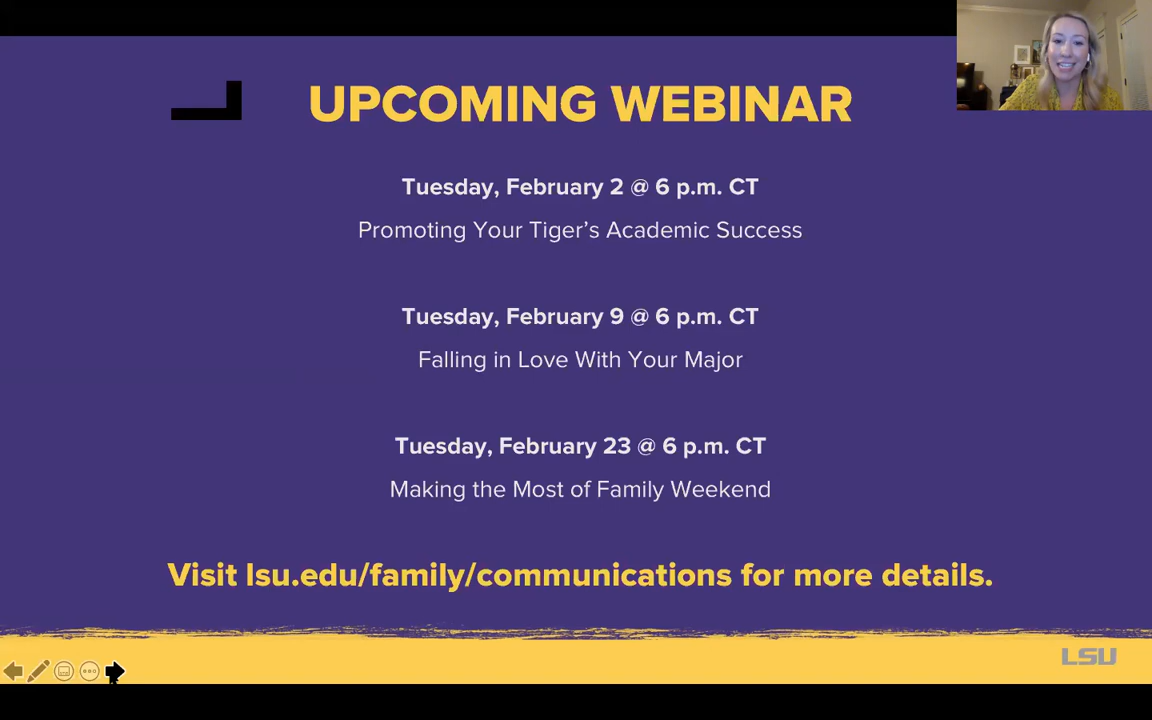 UPCOMING WEBINAR
Tuesday, February 2 @ 6 p.m. CT
Promoting Your Tiger’s Academic Success
Tuesday, February 9 @ 6 p.m. CT
Falling in Love With Your Major
Tuesday, February 23 @ 6 p.m. CT
Making the Most of Family Weekend
Visit lsu.edu/family/communications for more details.
LSU